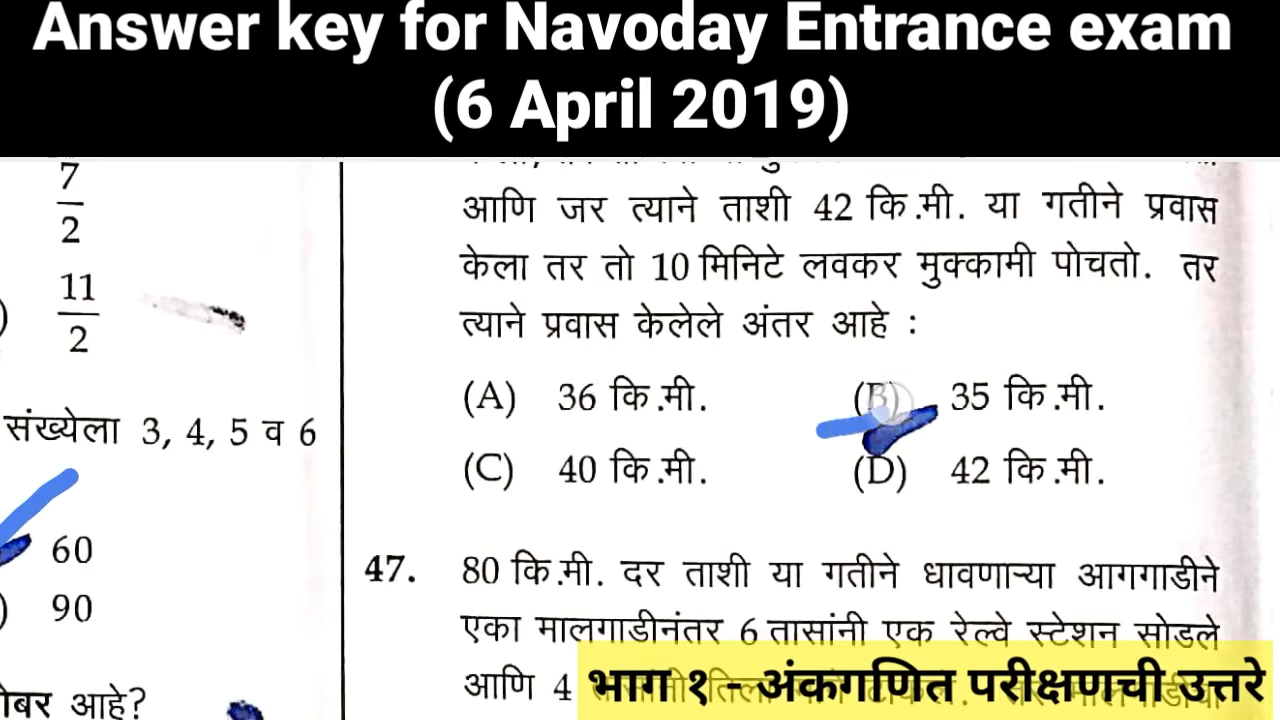 Answer key for Navoday Entrance exam
(6 April 2019)
7
2
11
2
संख्येला 3, 4, 5 व 6
60
90
आहे?
आणि जर त्याने ताशी 42 कि.मी. या गतीने प्रवास
केला तर तो 10 मिनिटे लवकर मुक्कामी पोचतो. तर
त्याने प्रवास केलेले अंतर आहे :
(A) 36 कि.मी. (B) 35 कि.मी.
(C) 40 कि.मी. (D) 42 कि.मी.
47. 80 कि.मी. दर ताशी या गतीने धावणाऱ्या आगगाडीने
एका मालगाडीनंतर 6 तासांनी एक रेल्वे स्टेशन सोडले
आणि 4
भाग १ - अंकगणित परीक्षणची उत्तरे